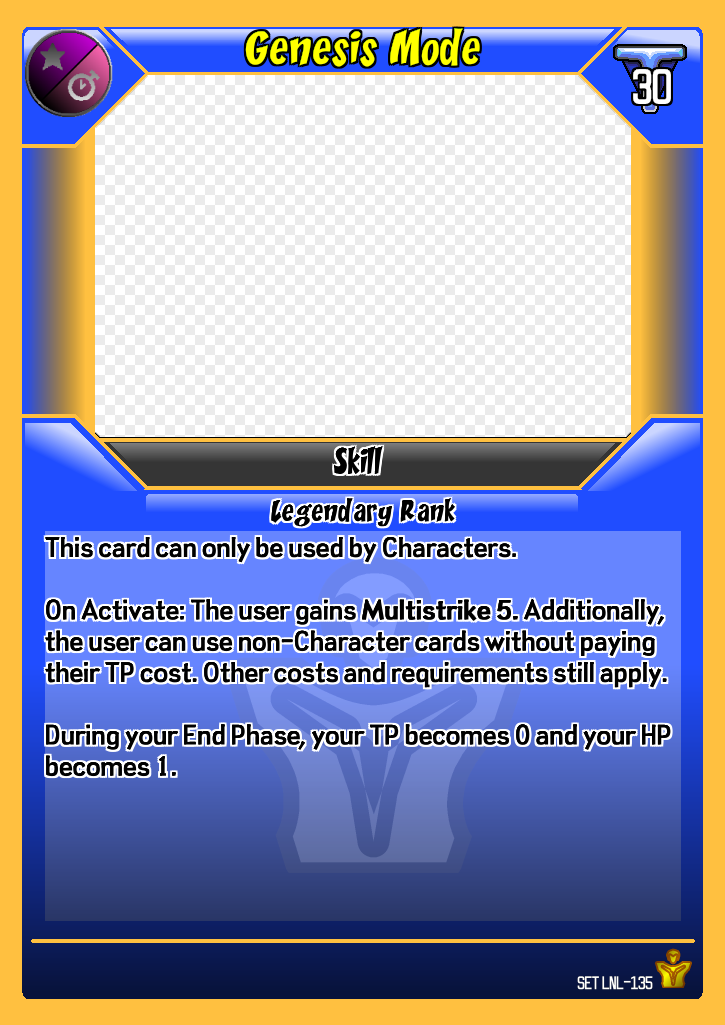 Genesis Mode
30
Skill
Legendary Rank
This card can only be used by Characters.
On Activate: The user gains Multistrike 5. Additionally,
the user can use non-Character cards without paying
their TP cost. Other costs and requirements still apply.
During your End Phase, your TP becomes 0 and your HP
becomes 1.
SET LNL-135